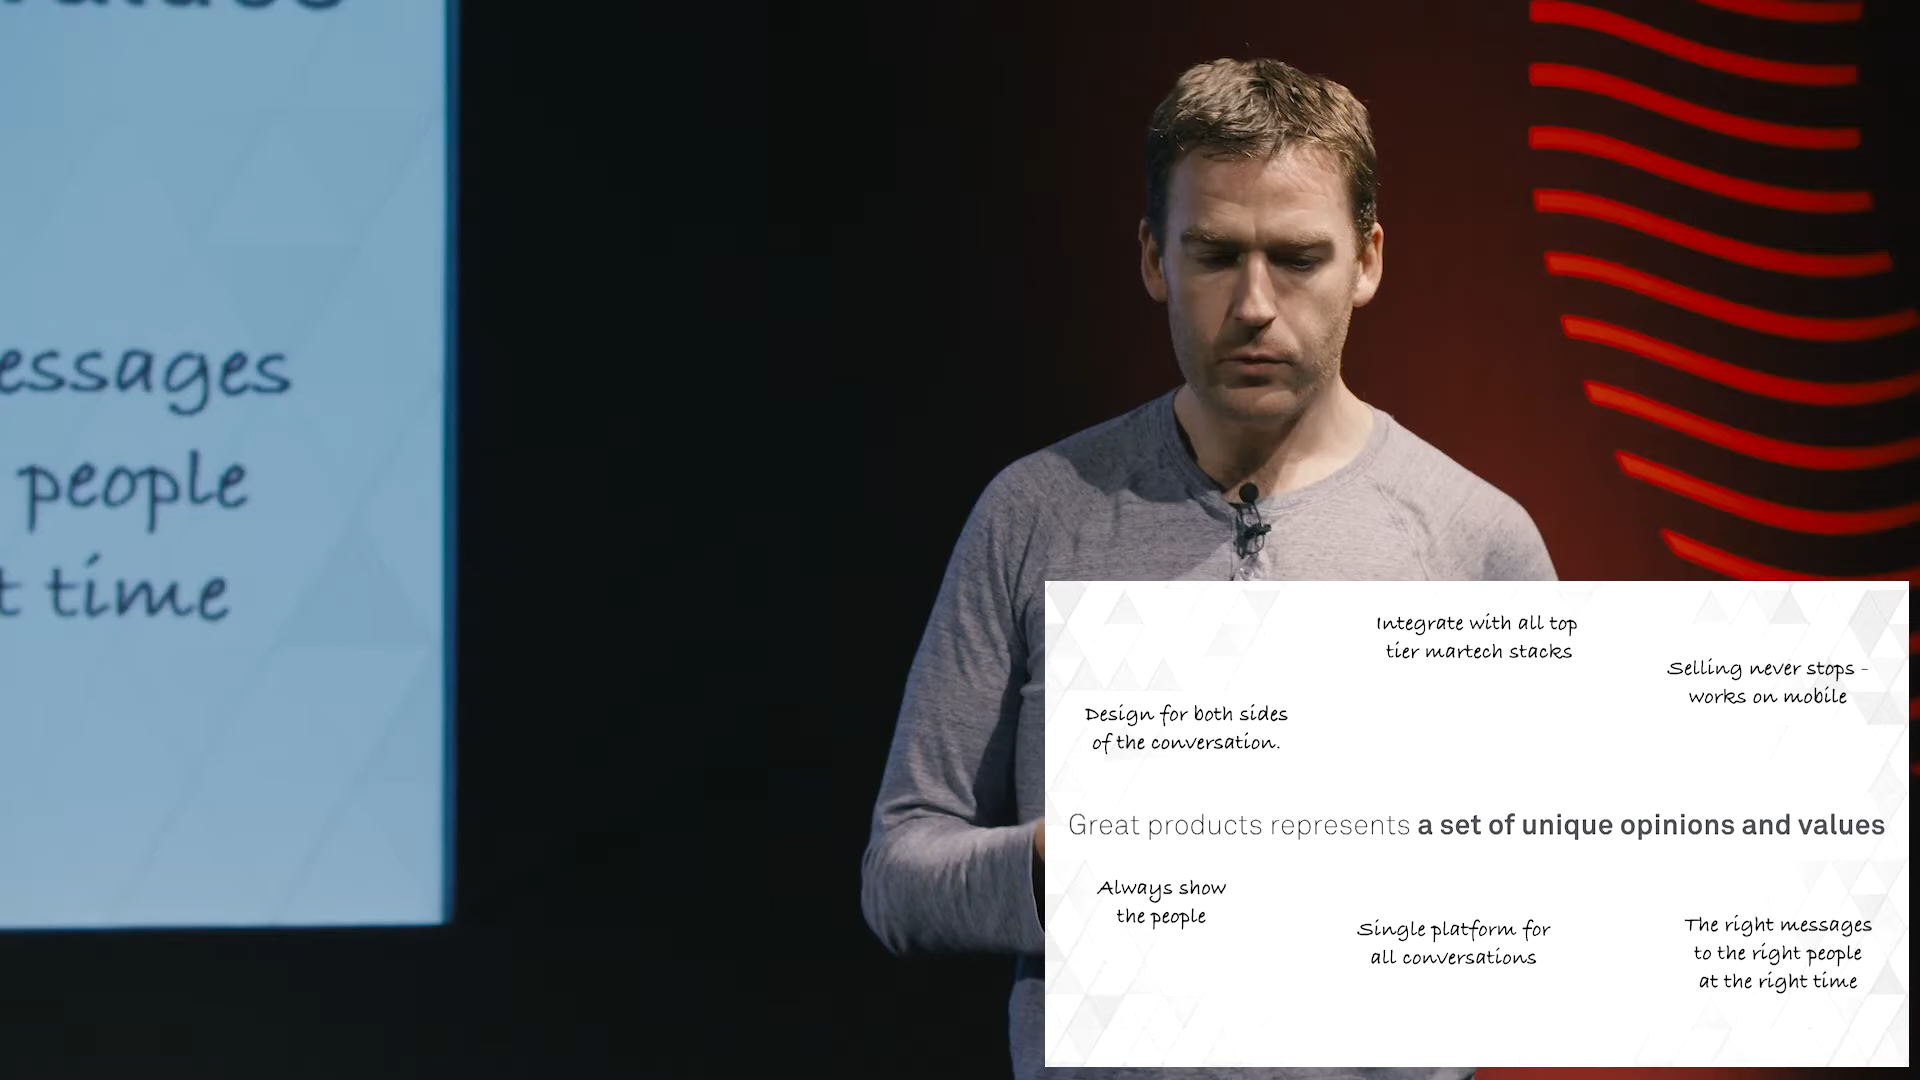 essages
people
t time
Integrate with all top
tier martech stacks
Selling never stops -
works on mobile
Design for both sides
of the conversation.
Great products represents a set of unique opinions and values
Always show
the people
Single platform for
all conversations
The right messages
to the right people
at the right time